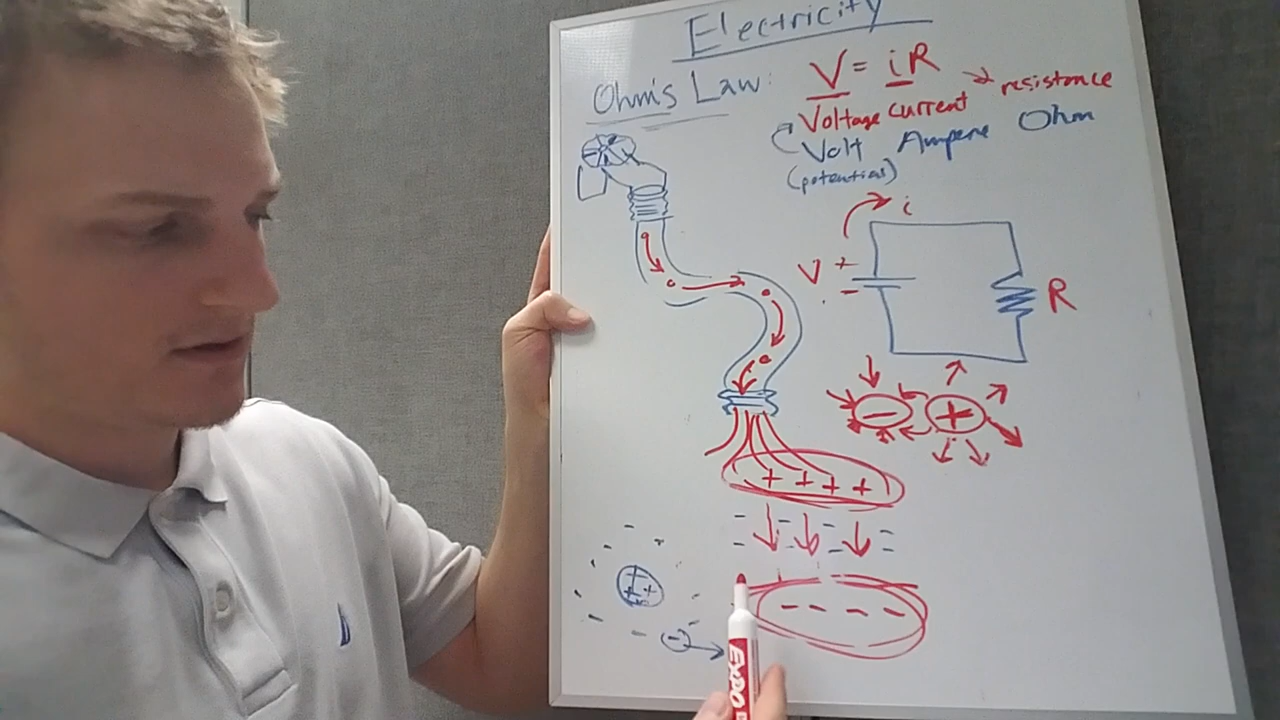 Electricity
Ohm's Law: V = iR
resistance
Voltage current
Volt Ampere Ohm
(potential)
i
V + -
R
- +
+ + + +
- - - -
EXPO